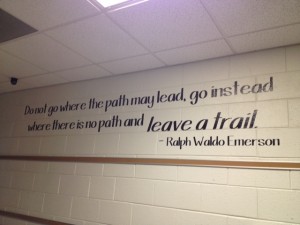 Do not go where the path may lead, go instead
where there is no path and leave a trail.
- Ralph Waldo Emerson